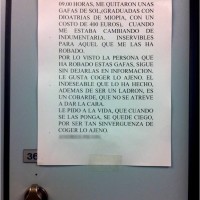 09:00 HORAS, ME QUITARON UNAS
GAFAS DE SOL,(GRADUADAS CON
DIOATRIAS DE MIOPIA, CON UN
COSTO DE 400 EUROS), CUANDO
ME ESTABA CAMBIANDO DE
INDUMENTARIA. INSERVIBLES
PARA AQUEL QUE ME LAS HA
ROBADO.
POR LO VISTO LA PERSONA QUE
HA ROBADO ESTAS GAFAS, SIGUE
SIN DEJARLAS EN INFORMACION.
LE GUSTA COGER LO AJENO. EL
INDESEABLE QUE LO HA HECHO,
ADEMÁS DE SER UN LADRON, ES
UN COBARDE, QUE NO SE ATREVE
A DAR LA CARA.
LE PIDO A LA VIDA, QUE CUANDO
SE LAS PONGA, SE QUEDE CIEGO,
POR SER TAN SINVERGUENZA DE
COGER LO AJENO.
36